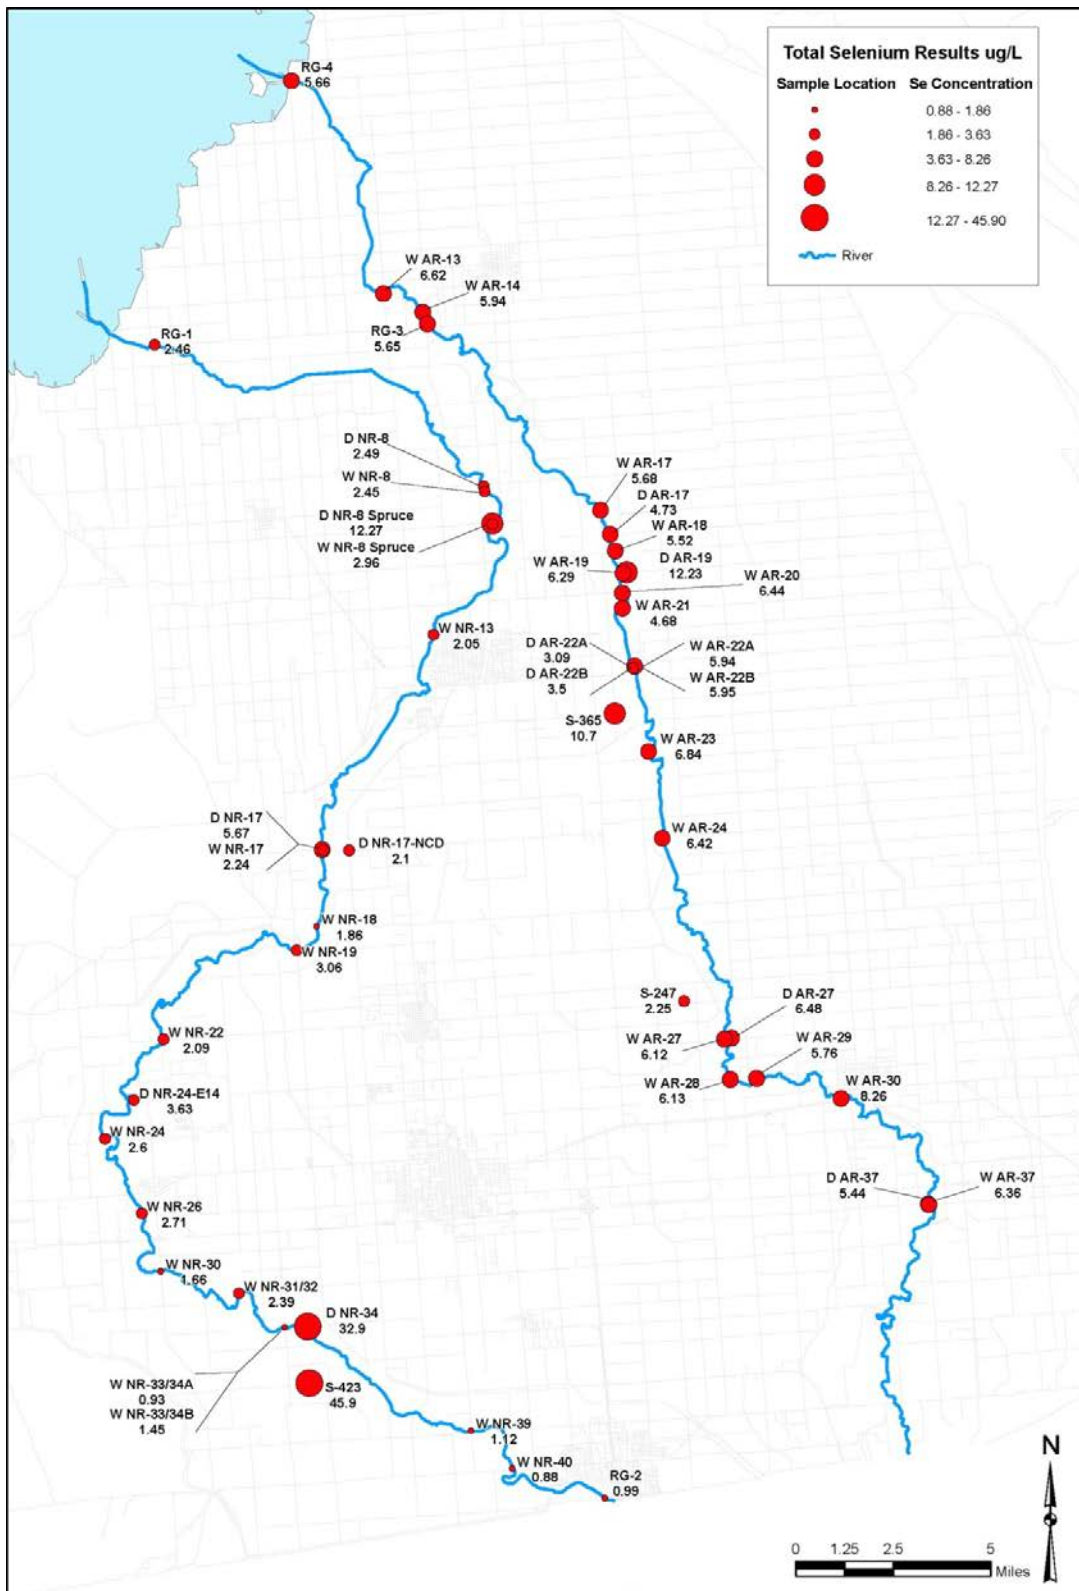 Total Selenium Results ug/L
Sample Location Se Concentration
0.88 - 1.86
1.86 - 3.63
3.63 - 8.26
8.26 - 12.27
12.27 - 45.90
River
RG-4
5.66
W AR-13
6.62
W AR-14
5.94
RG-3
5.65
RG-1
2.46
D NR-8
2.49
W NR-8
2.45
D NR-8 Spruce
12.27
W NR-8 Spruce
2.96
W AR-17
5.68
D AR-17
4.73
W AR-18
5.52
W AR-19
6.29
D AR-19
12.23
W AR-20
6.44
W AR-21
4.68
W NR-13
2.05
D AR-22A
3.09
D AR-22B
3.5
W AR-22A
5.94
W AR-22B
5.95
S-365
10.7
W AR-23
6.84
W AR-24
6.42
D NR-17
5.67
W NR-17
2.24
D NR-17-NCD
2.1
W NR-18
1.86
W NR-19
3.06
S-247
2.25
D AR-27
6.48
W AR-27
6.12
W AR-29
5.76
W AR-28
6.13
W AR-30
8.26
W NR-22
2.09
D NR-24-E14
3.63
W NR-24
2.6
D AR-37
5.44
W AR-37
6.36
W NR-26
2.71
W NR-30
1.66
W NR-31/32
2.39
D NR-34
32.9
W NR-33/34A
0.93
W NR-33/34B
1.45
S-423
45.9
W NR-39
1.12
W NR-40
0.88
RG-2
0.99
N
0 1.25 2.5 5
Miles